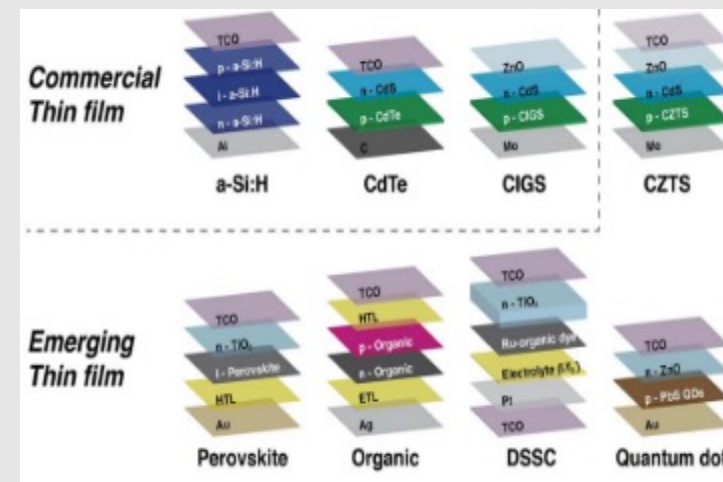 Commercial
Thin film
TCO
p - a-Si:H
i - a-Si:H
n - a-Si:H
Al
a-Si:H
TCO
n - CdS
p - CdTe
C
CdTe
ZnO
n - CdS
p - CIGS
Mo
CIGS
TCO
ZnO
n - CdS
p - CZTS
Mo
CZTS
Emerging
Thin film
TCO
n - TiO₂
i - Perovskite
HTL
Au
Perovskite
TCO
HTL
p - Organic
n - Organic
ETL
Ag
Organic
TCO
n - TiO₂
Ru-organic dye
Electrolyte
Pt
TCO
DSSC
TCO
n - ZnO
p - PbS QDs
Au
Quantum dot